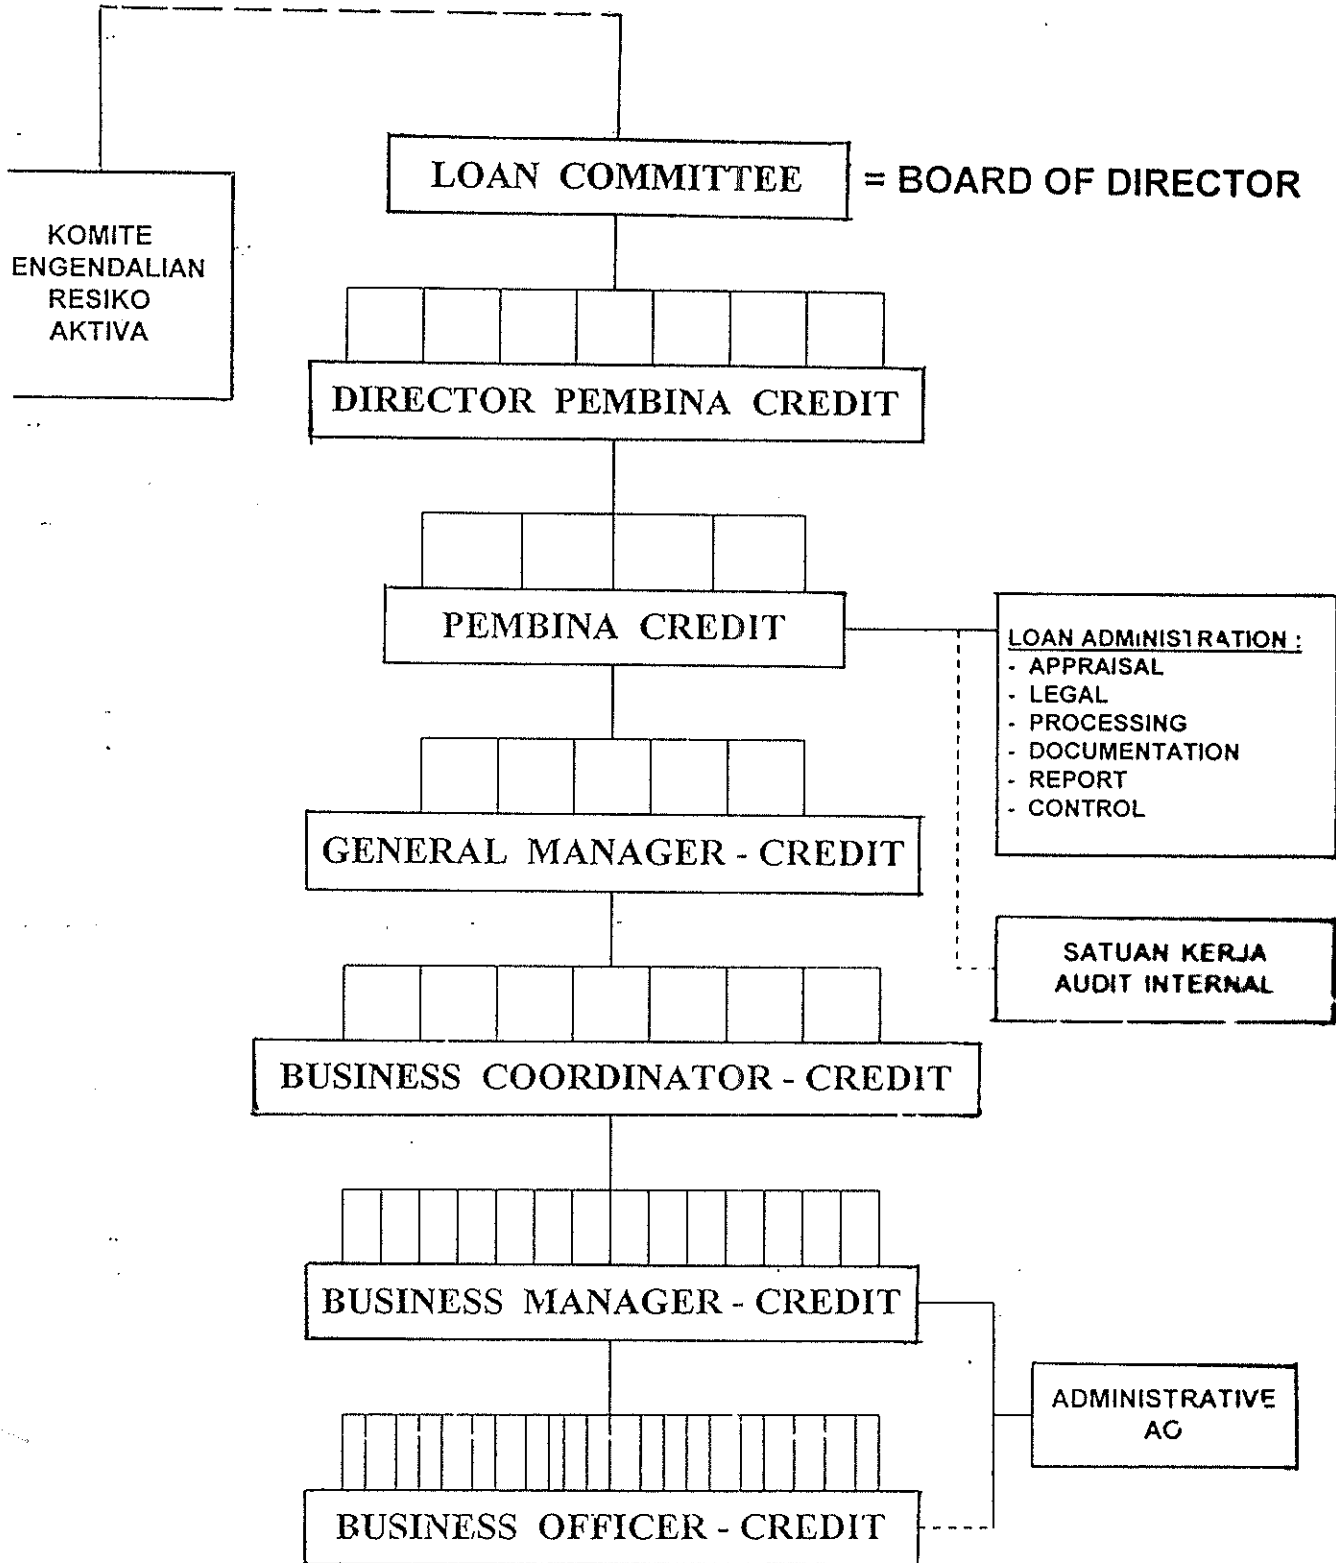 LOAN COMMITTEE = BOARD OF DIRECTOR
KOMITE
ENGENDALIAN
RESIKO
AKTIVA
DIRECTOR PEMBINA CREDIT
PEMBINA CREDIT
LOAN ADMINISTRATION :
- APPRAISAL
- LEGAL
- PROCESSING
- DOCUMENTATION
- REPORT
- CONTROL
GENERAL MANAGER - CREDIT
SATUAN KERJA
AUDIT INTERNAL
BUSINESS COORDINATOR - CREDIT
BUSINESS MANAGER - CREDIT
ADMINISTRATIVE
AO
BUSINESS OFFICER - CREDIT